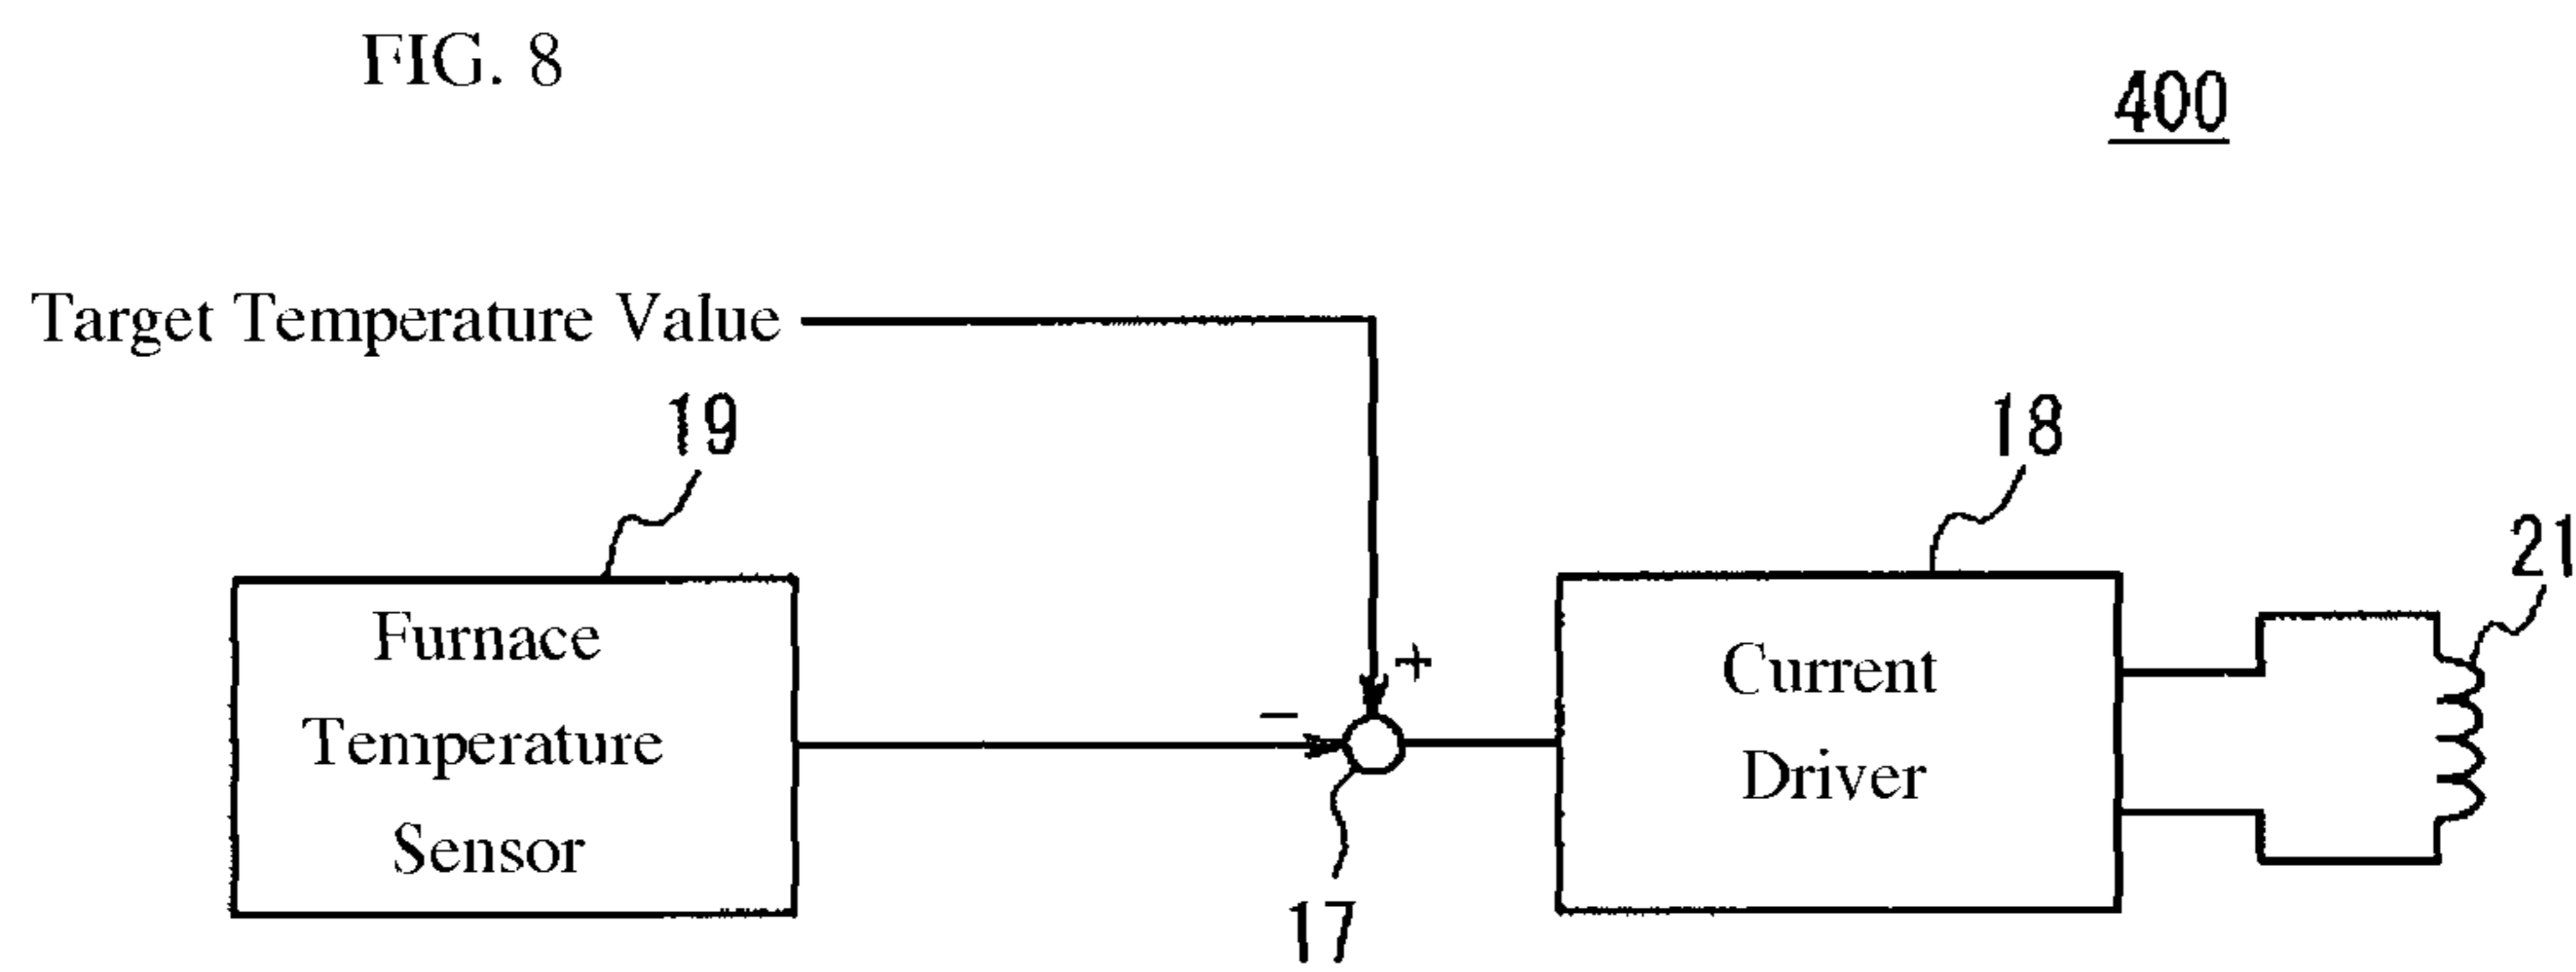 FIG. 8
400
Target Temperature Value
19
18
21
Furnace
Temperature
Sensor
+
−
Current
Driver
17